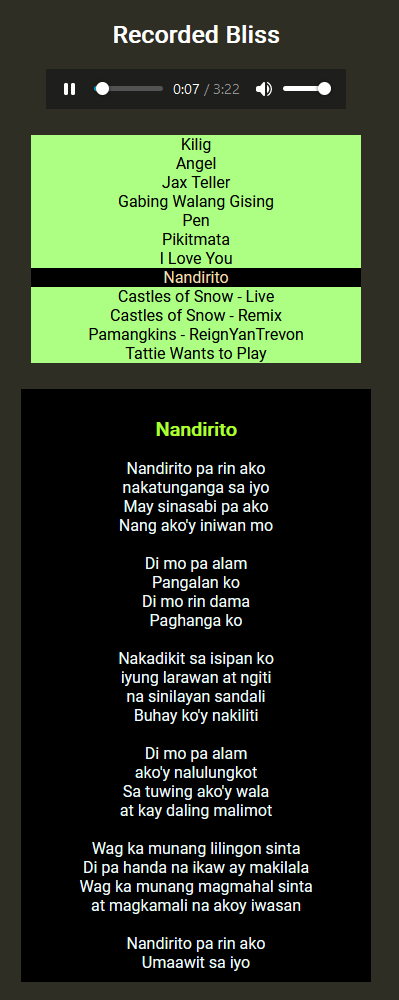 Recorded Bliss
0:07 / 3:22
Kilig
Angel
Jax Teller
Gabing Walang Gising
Pen
Pikitmata
I Love You
Nandirito
Castles of Snow - Live
Castles of Snow - Remix
Pamangkins - ReignYanTrevon
Tattie Wants to Play
Nandirito
Nandirito pa rin ako
nakatunganga sa iyo
May sinasabi pa ako
Nang ako'y iniwan mo
Di mo pa alam
Pangalan ko
Di mo rin dama
Paghanga ko
Nakadikit sa isipan ko
iyung larawan at ngiti
na sinilayan sandali
Buhay ko'y nakiliti
Di mo pa alam
ako'y nalulungkot
Sa tuwing ako'y wala
at kay daling malimot
Wag ka munang lilingon sinta
Di pa handa na ikaw ay makilala
Wag ka munang magmahal sinta
at magkamali na akoy iwasan
Nandirito pa rin ako
Umaawit sa iyo